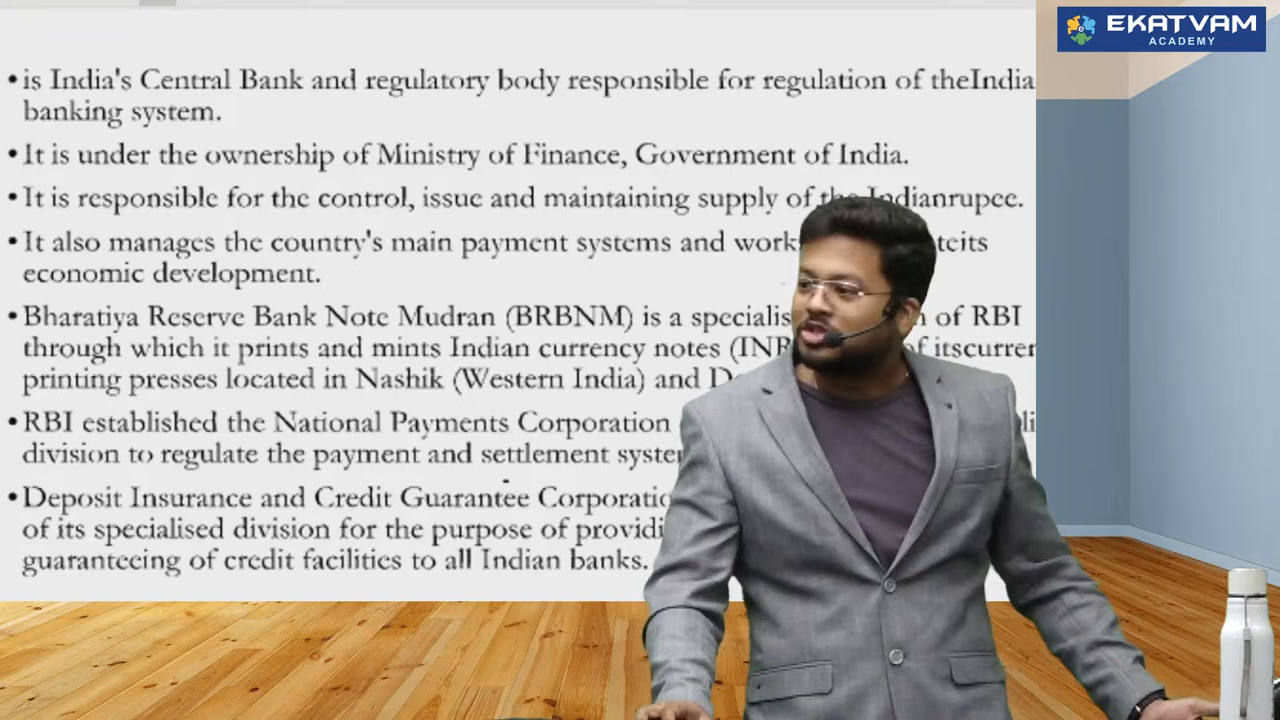 EKATVAM
ACADEMY
• is India's Central Bank and regulatory body responsible for regulation of theIndia
banking system.
• It is under the ownership of Ministry of Finance, Government of India.
• It is responsible for the control, issue and maintaining supply of the Indianrupee.
• It also manages the country's main payment systems and work teits
economic development.
• Bharatiya Reserve Bank Note Mudran (BRBNM) is a specialis of RBI
through which it prints and mints Indian currency notes (INR of itscurren
printing presses located in Nashik (Western India) and D
• RBI established the National Payments Corporation
division to regulate the payment and settlement system
• Deposit Insurance and Credit Guarantee Corporatio
of its specialised division for the purpose of providi
guaranteeing of credit facilities to all Indian banks.